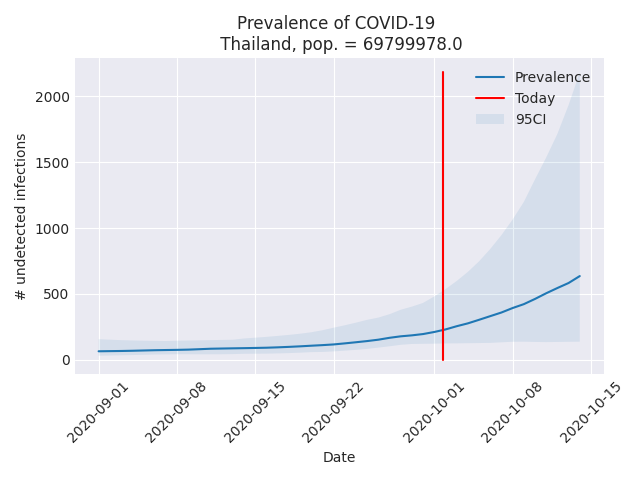 Prevalence of COVID-19
Thailand, pop. = 69799978.0
Prevalence
Today
95CI
2000
1500
1000
500
0
# undetected infections
2020-09-01
2020-09-08
2020-09-15
2020-09-22
2020-10-01
2020-10-08
2020-10-15
Date